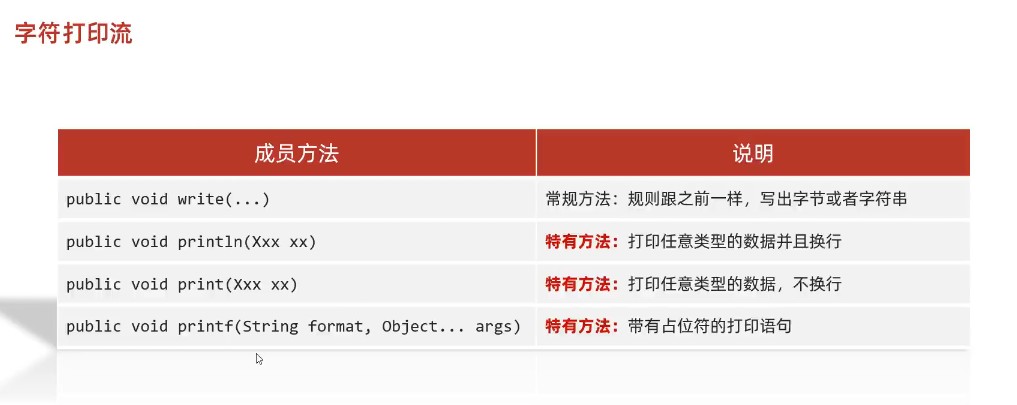 字符打印流
成员方法 说明
public void write(...) 常规方法：规则跟之前一样，写出字节或者字符串
public void println(Xxx xx) 特有方法：打印任意类型的数据并且换行
public void print(Xxx xx) 特有方法：打印任意类型的数据，不换行
public void printf(String format, Object... args) 特有方法：带有占位符的打印语句